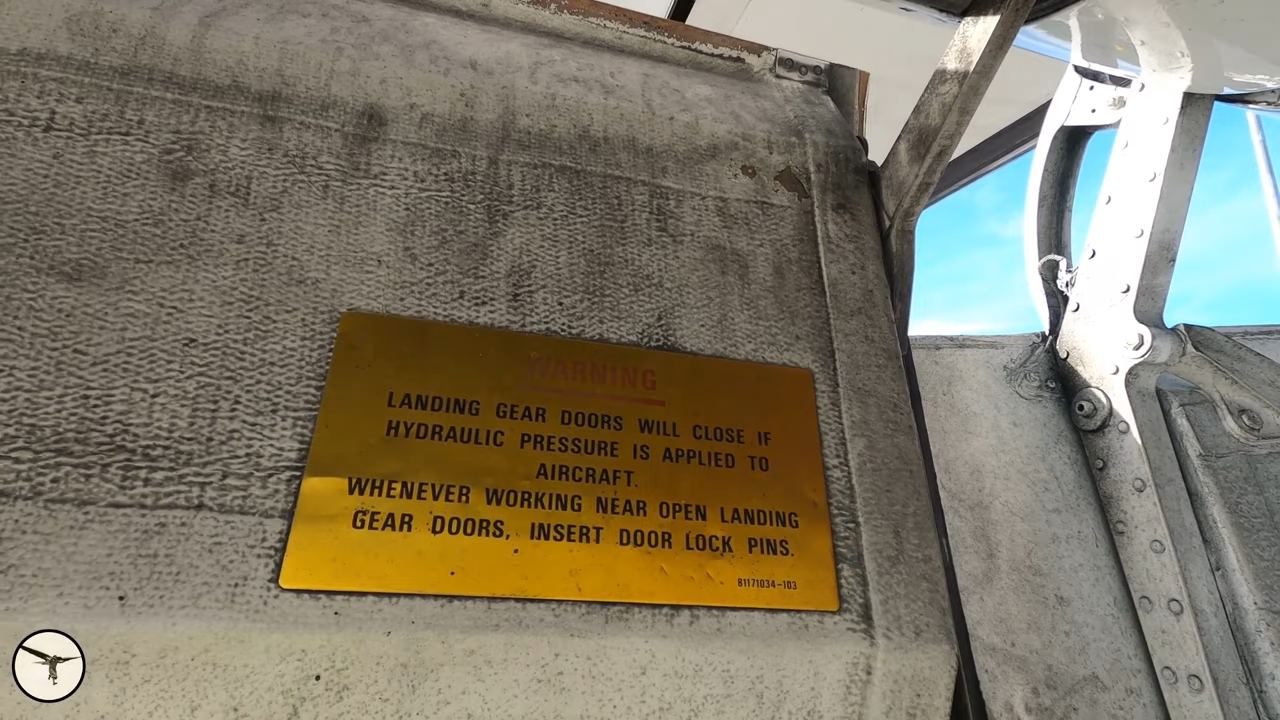 WARNING
LANDING GEAR DOORS WILL CLOSE IF
HYDRAULIC PRESSURE IS APPLIED TO
AIRCRAFT.
WHENEVER WORKING NEAR OPEN LANDING
GEAR DOORS, INSERT DOOR LOCK PINS.
81171034-103